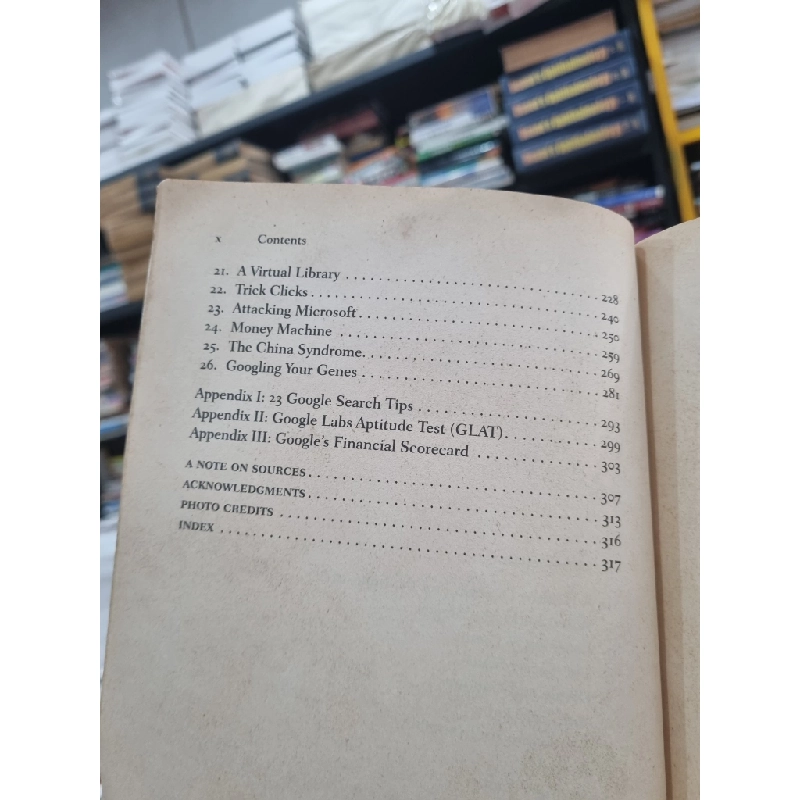 x Contents
21. A Virtual Library . . . . . . . . . . . . . . . . . . . . . . . . . . . . . . 228
22. Trick Clicks . . . . . . . . . . . . . . . . . . . . . . . . . . . . . . . . . 240
23. Attacking Microsoft . . . . . . . . . . . . . . . . . . . . . . . . . . . . 250
24. Money Machine . . . . . . . . . . . . . . . . . . . . . . . . . . . . . . 259
25. The China Syndrome. . . . . . . . . . . . . . . . . . . . . . . . . . . 269
26. Googling Your Genes . . . . . . . . . . . . . . . . . . . . . . . . . . . 281
Appendix I: 23 Google Search Tips . . . . . . . . . . . . . . . . . . . . 293
Appendix II: Google Labs Aptitude Test (GLAT). . . . . . . . . . 299
Appendix III: Google's Financial Scorecard . . . . . . . . . . . . . 303
A NOTE ON SOURCES . . . . . . . . . . . . . . . . . . . . . . . . . . . . . 307
ACKNOWLEDGMENTS . . . . . . . . . . . . . . . . . . . . . . . . . . . . . 313
PHOTO CREDITS . . . . . . . . . . . . . . . . . . . . . . . . . . . . . . . . 316
INDEX . . . . . . . . . . . . . . . . . . . . . . . . . . . . . . . . . . . . . . 317